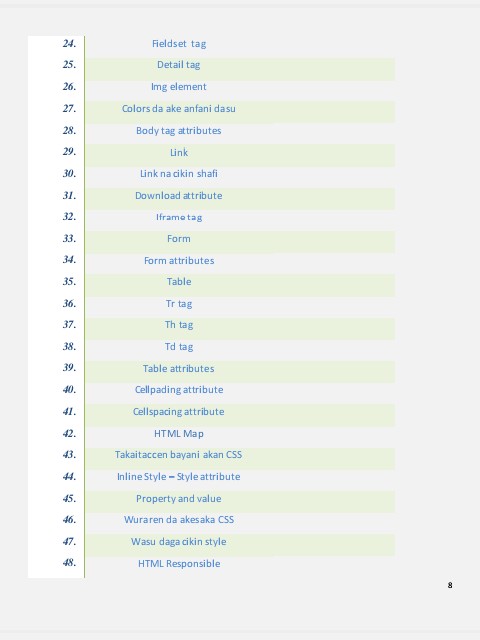 24. Fieldset tag
25. Detail tag
26. Img element
27. Colors da ake anfani dasu
28. Body tag attributes
29. Link
30. Link na cikin shafi
31. Download attribute
32. Iframe tag
33. Form
34. Form attributes
35. Table
36. Tr tag
37. Th tag
38. Td tag
39. Table attributes
40. Cellpading attribute
41. Cellspacing attribute
42. HTML Map
43. Takaitaccen bayani akan CSS
44. Inline Style – Style attribute
45. Property and value
46. Wuraren da akesaka CSS
47. Wasu daga cikin style
48. HTML Responsible
8